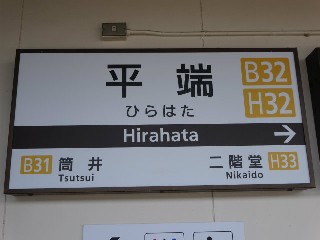 平端 B32
ひらはた H32
Hirahata →
B31 筒井 二階堂 H33
Tsutsui Nikaido